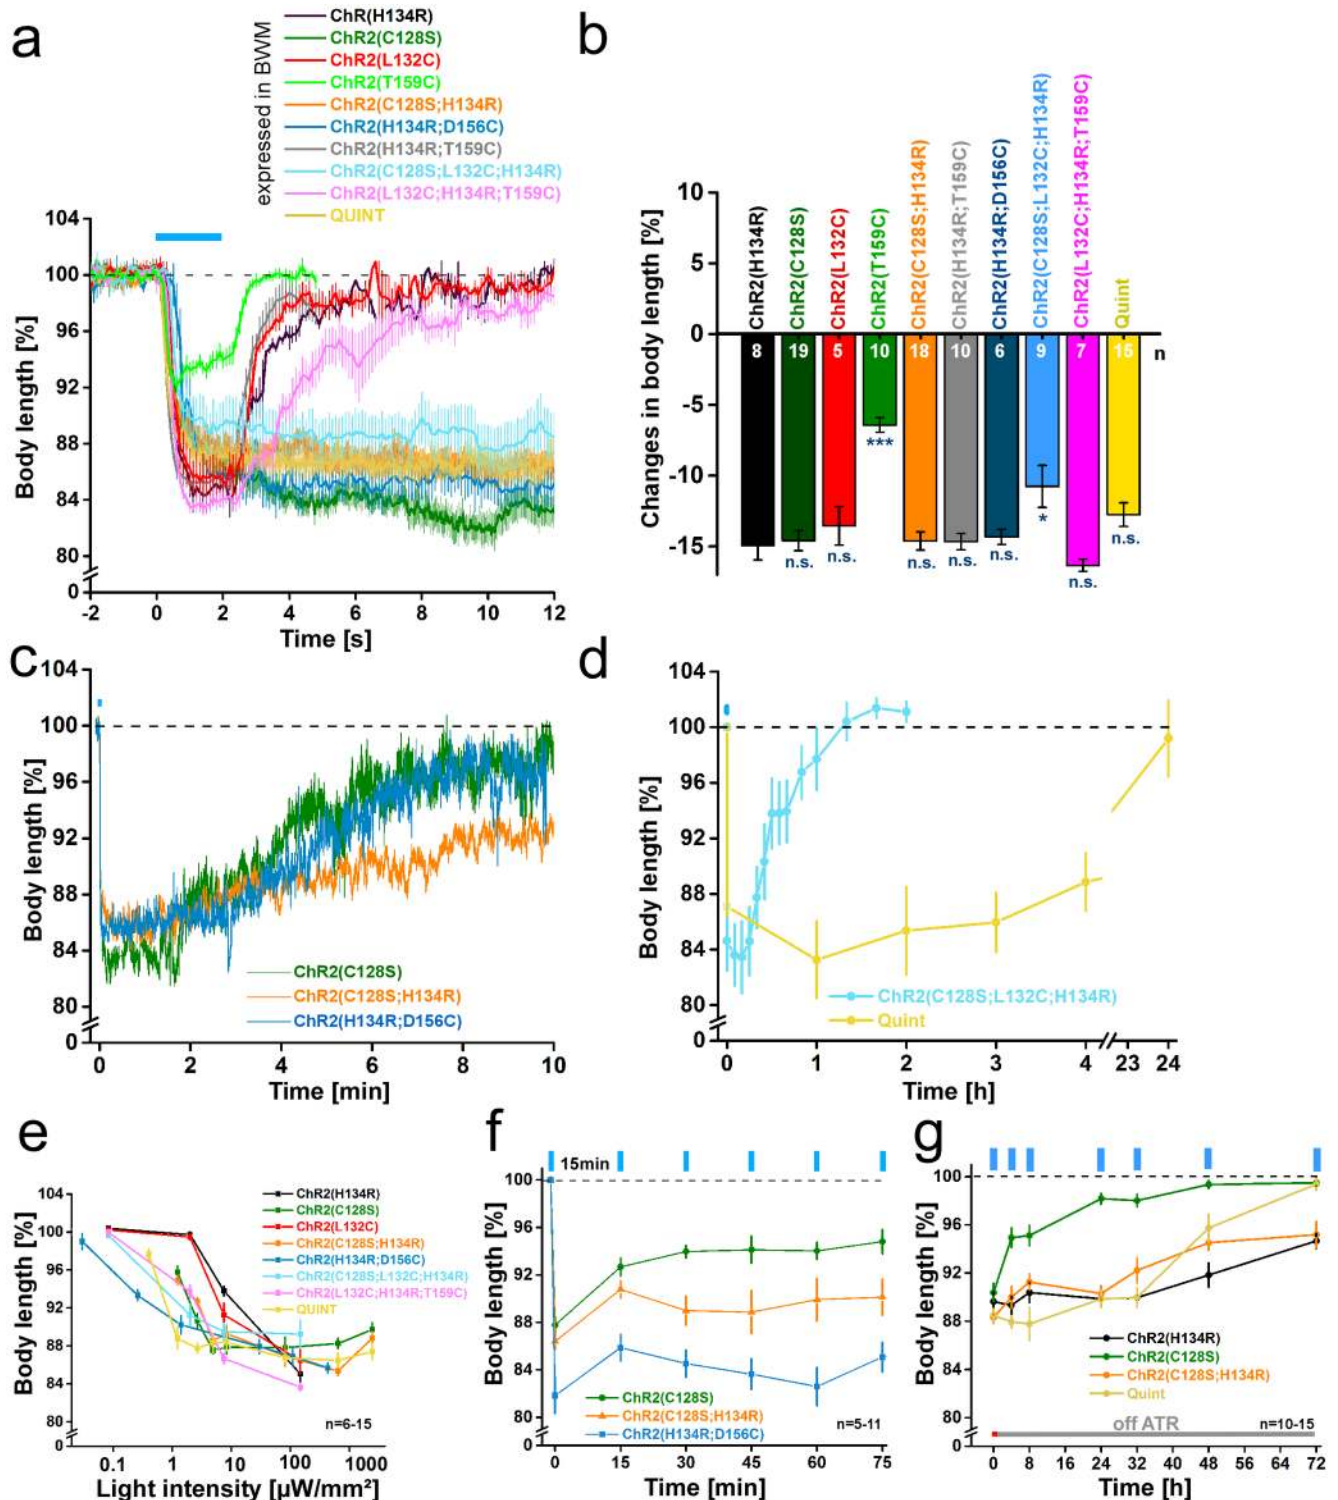 a
expressed in BWM
ChR(H134R)
ChR2(C128S)
ChR2(L132C)
ChR2(T159C)
ChR2(C128S;H134R)
ChR2(H134R;D156C)
ChR2(H134R;T159C)
ChR2(C128S;L132C;H134R)
ChR2(L132C;H134R;T159C)
QUINT
Body length [%]
104
100
96
92
88
84
80
0
-2 0 2 4 6 8 10 12
Time [s]
b
Changes in body length [%]
10
5
0
-5
-10
-15
ChR2(H134R)
ChR2(C128S)
ChR2(L132C)
ChR2(T159C)
ChR2(C128S;H134R)
ChR2(H134R;T159C)
ChR2(H134R;D156C)
ChR2(C128S;L132C;H134R)
ChR2(L132C;H134R;T159C)
Quint
8 19 5 10 18 10 6 9 7 15 n
n.s. n.s. *** n.s. n.s. n.s. * n.s. n.s.
c
Body length [%]
104
100
96
92
88
84
80
0
ChR2(C128S)
ChR2(C128S;H134R)
ChR2(H134R;D156C)
0 2 4 6 8 10
Time [min]
d
Body length [%]
104
100
96
92
88
84
80
0
ChR2(C128S;L132C;H134R)
Quint
0 1 2 3 4 23 24
Time [h]
e
Body length [%]
104
100
96
92
88
84
80
0
ChR2(H134R)
ChR2(C128S)
ChR2(L132C)
ChR2(C128S;H134R)
ChR2(H134R;D156C)
ChR2(C128S;L132C;H134R)
ChR2(L132C;H134R;T159C)
QUINT
n=6-15
0.1 1 10 100 1000
Light intensity [µW/mm²]
f
15min
Body length [%]
100
96
92
88
84
80
0
ChR2(C128S)
ChR2(C128S;H134R)
ChR2(H134R;D156C)
n=5-11
0 15 30 45 60 75
Time [min]
g
Body length [%]
100
96
92
88
84
80
0
ChR2(H134R)
ChR2(C128S)
ChR2(C128S;H134R)
Quint
off ATR
n=10-15
0 8 16 24 32 40 48 56 64 72
Time [h]